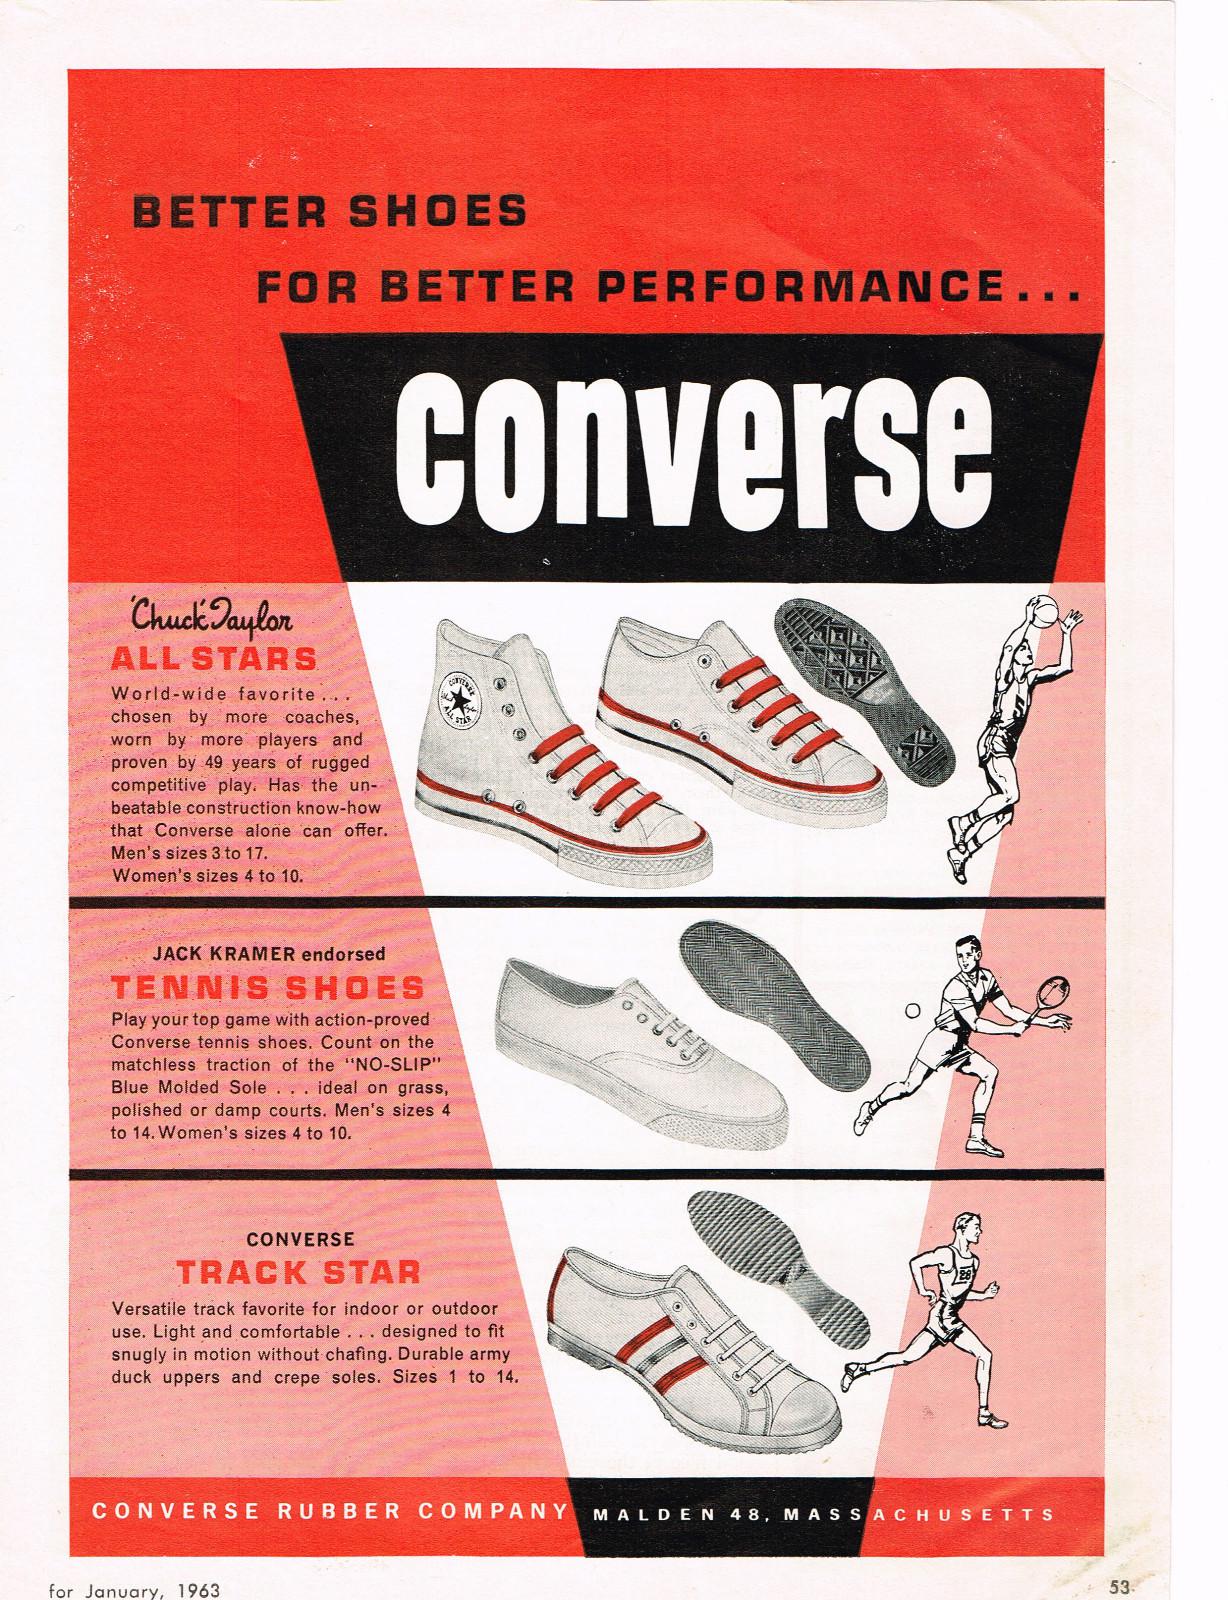 BETTER SHOES
FOR BETTER PERFORMANCE...
converse
"Chuck" Taylor
ALL STARS
World-wide favorite...
chosen by more coaches,
worn by more players and
proven by 49 years of rugged
competitive play. Has the un-
beatable construction know-how
that Converse alone can offer.
Men's sizes 3 to 17.
Women's sizes 4 to 10.
CONVERSE
ALL STAR
5
JACK KRAMER endorsed
TENNIS SHOES
Play your top game with action-proved
Converse tennis shoes. Count on the
matchless traction of the "NO-SLIP"
Blue Molded Sole . . . ideal on grass,
polished or damp courts. Men's sizes 4
to 14. Women's sizes 4 to 10.
CONVERSE
TRACK STAR
Versatile track favorite for indoor or outdoor
use. Light and comfortable . . . designed to fit
snugly in motion without chafing. Durable army
duck uppers and crepe soles. Sizes 1 to 14.
28
CONVERSE RUBBER COMPANY MALDEN 48, MASSACHUSETTS
for January, 1963
53